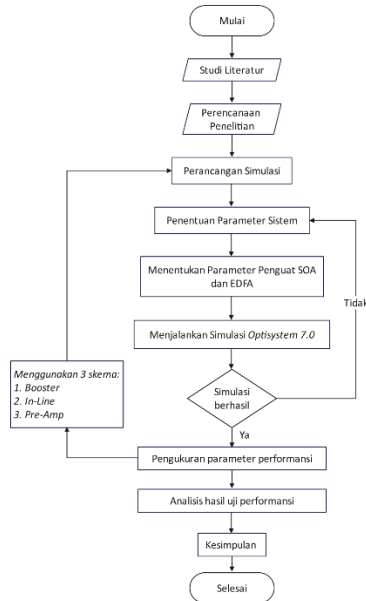 Mulai
Studi Literatur
Perencanaan
Penelitian
Perancangan Simulasi
Penentuan Parameter Sistem
Menentukan Parameter Penguat SOA
dan EDFA
Tidak
Menjalankan Simulasi Optisystem 7.0
Menggunakan 3 skema:
1. Booster
2. In-Line
3. Pre-Amp
Simulasi
berhasil
Ya
Pengukuran parameter performansi
Analisis hasil uji performansi
Kesimpulan
Selesai